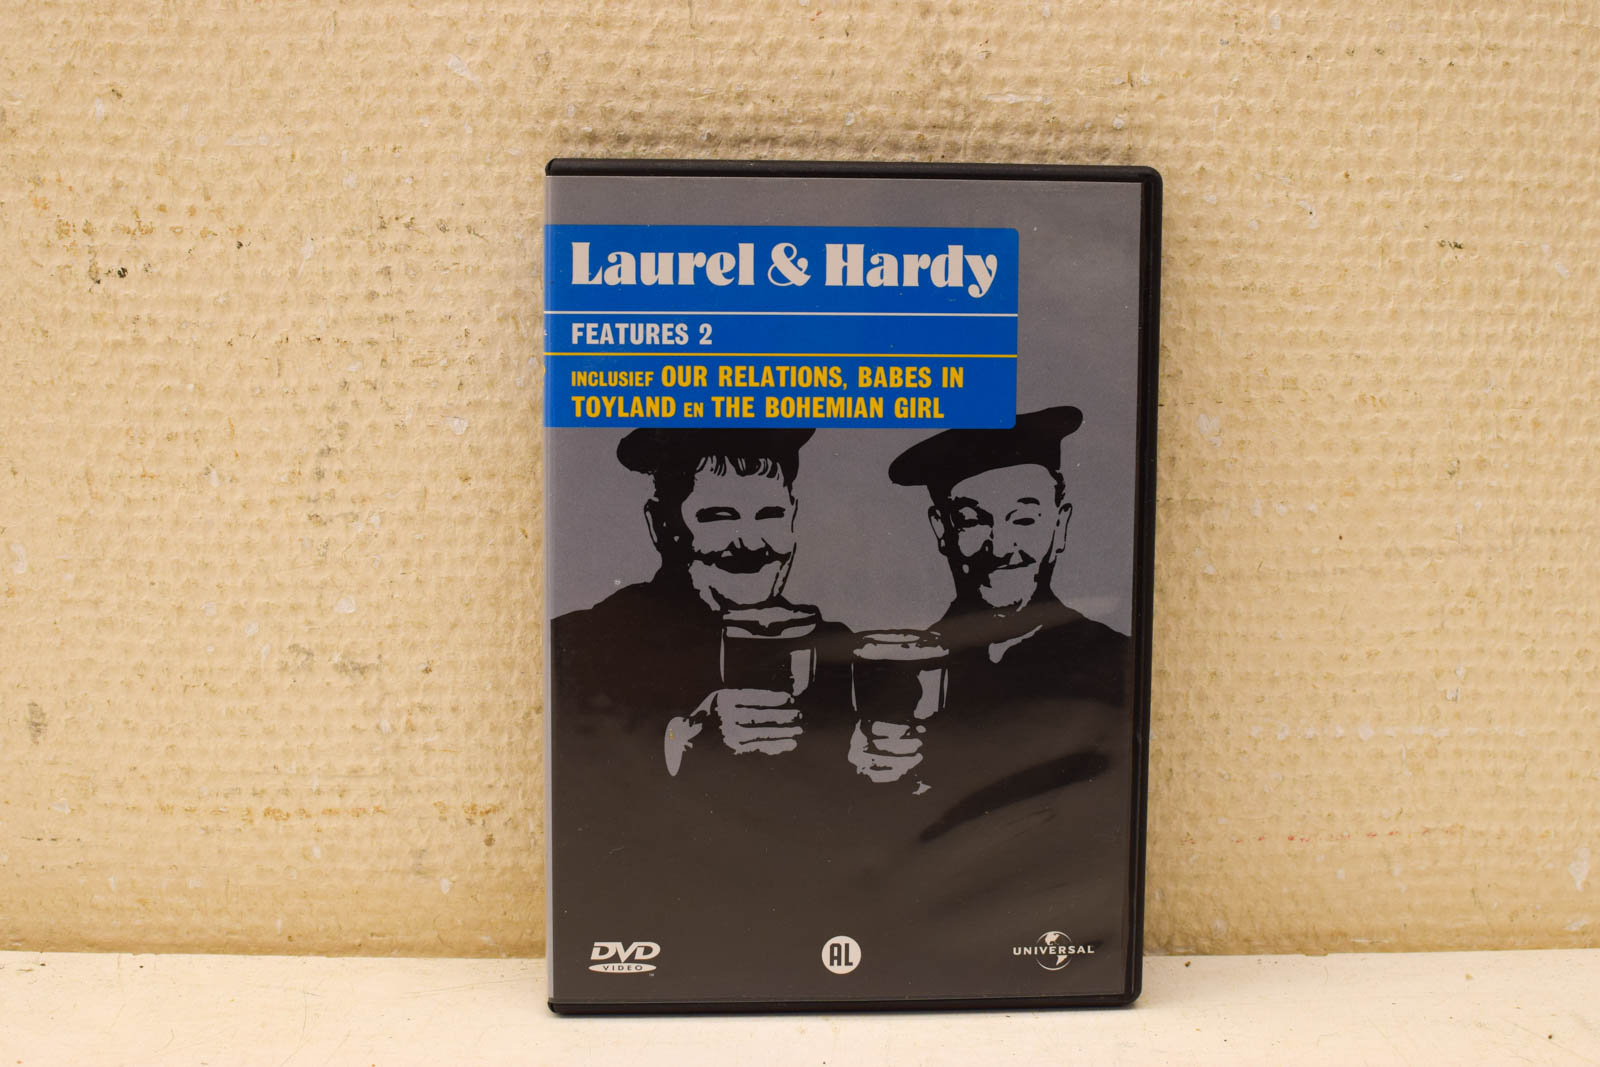 Laurel & Hardy
FEATURES 2
INCLUSIEF OUR RELATIONS, BABES IN
TOYLAND EN THE BOHEMIAN GIRL
DVD
VIDEO
AL
UNIVERSAL